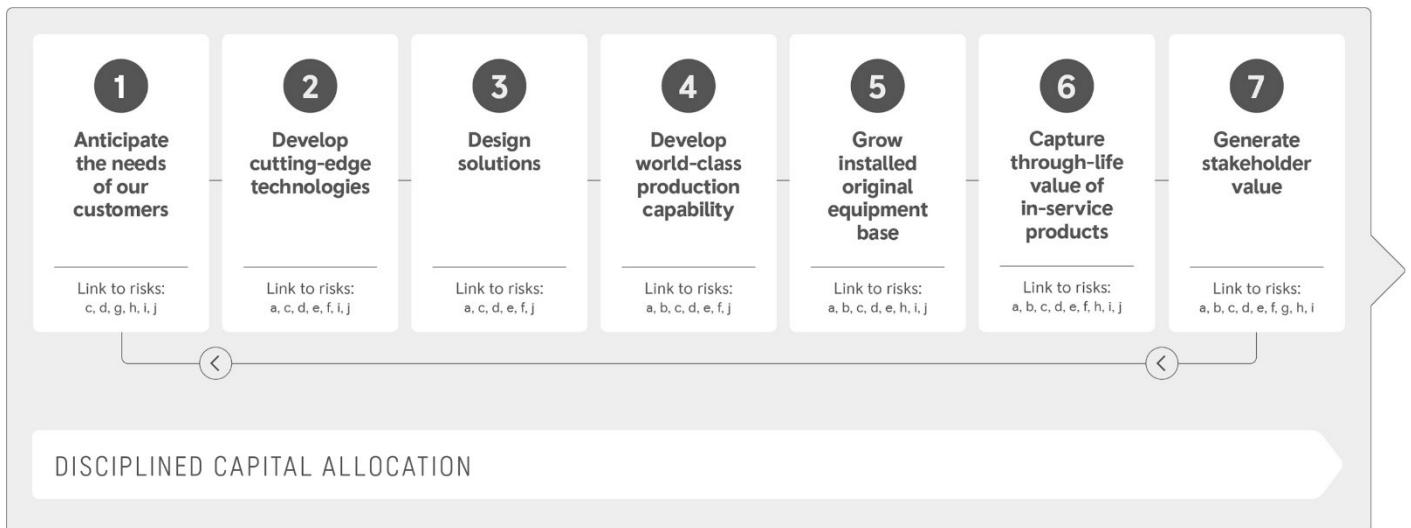 1
Anticipate
the needs
of our
customers
Link to risks:
c, d, g, h, i, j
2
Develop
cutting-edge
technologies
Link to risks:
a, c, d, e, f, i, j
3
Design
solutions
Link to risks:
a, c, d, e, f, j
4
Develop
world-class
production
capability
Link to risks:
a, b, c, d, e, f, j
5
Grow
installed
original
equipment
base
Link to risks:
a, b, c, d, e, h, i, j
6
Capture
through-life
value of
in-service
products
Link to risks:
a, b, c, d, e, f, h, i, j
7
Generate
stakeholder
value
Link to risks:
a, b, c, d, e, f, g, h, i
DISCIPLINED CAPITAL ALLOCATION